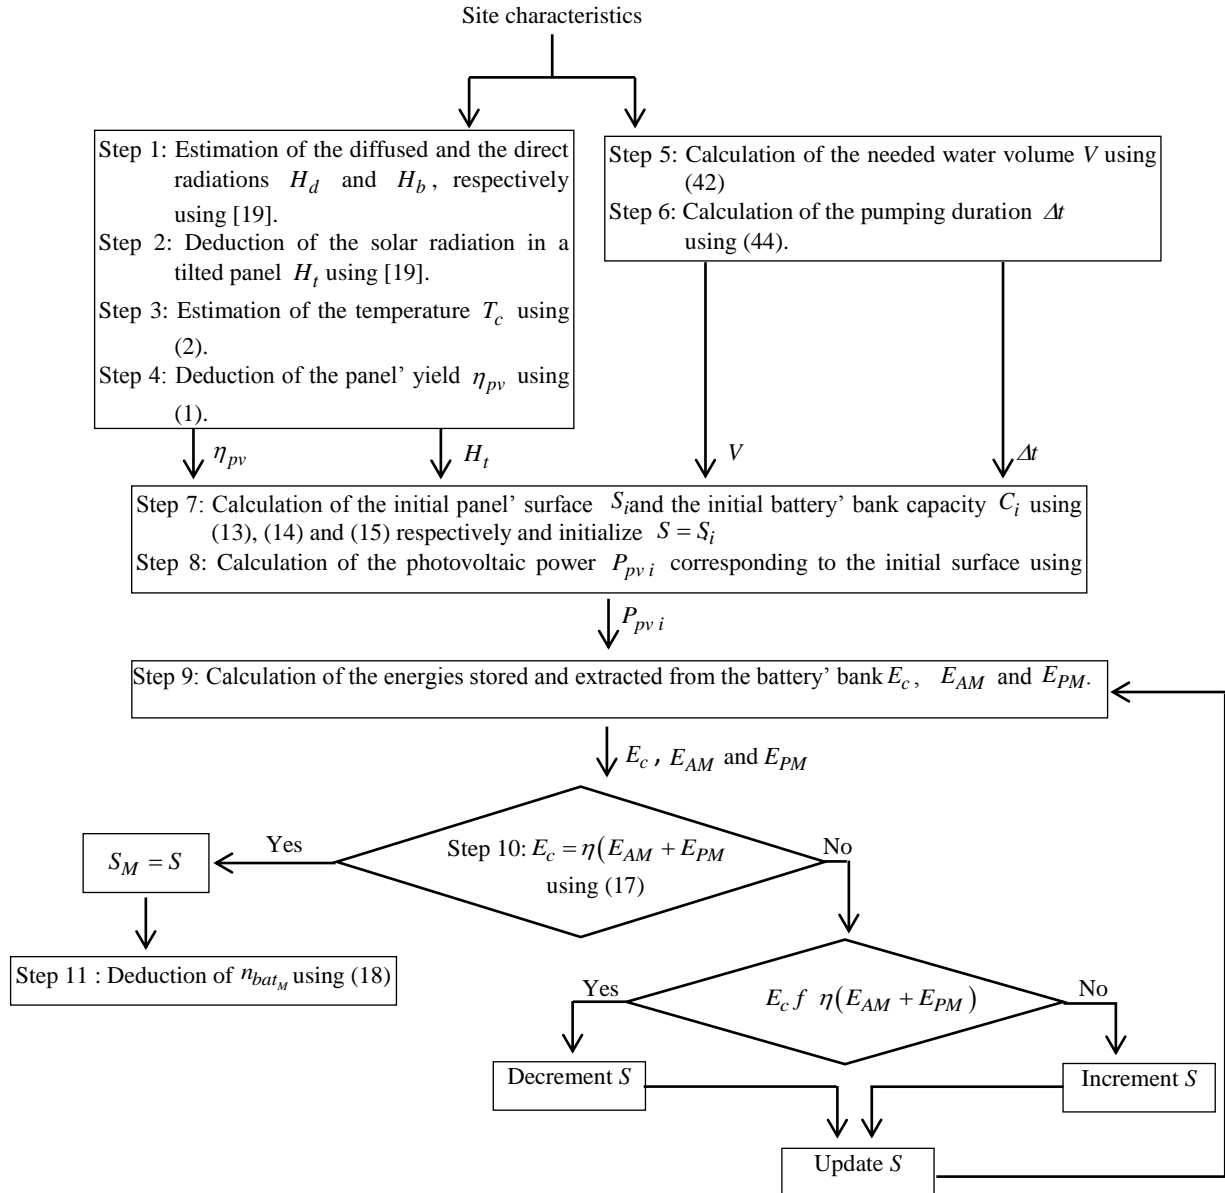 Site characteristics
Step 1: Estimation of the diffused and the direct
radiations H_d and H_b, respectively
using [19].
Step 2: Deduction of the solar radiation in a
tilted panel H_t using [19].
Step 3: Estimation of the temperature T_c using
(2).
Step 4: Deduction of the panel' yield η_pv using
(1).
Step 5: Calculation of the needed water volume V using
(42)
Step 6: Calculation of the pumping duration Δt
using (44).
η_pv
H_t
V
Δt
Step 7: Calculation of the initial panel' surface S_i and the initial battery' bank capacity C_i using
(13), (14) and (15) respectively and initialize S = S_i
Step 8: Calculation of the photovoltaic power P_pv i corresponding to the initial surface using
P_pv i
Step 9: Calculation of the energies stored and extracted from the battery' bank E_c, E_AM and E_PM.
E_c, E_AM and E_PM
Yes
Step 10: E_c = η(E_AM + E_PM
using (17)
No
S_M = S
Step 11 : Deduction of n_bat_M using (18)
Yes
E_c f η(E_AM + E_PM)
No
Decrement S
Increment S
Update S